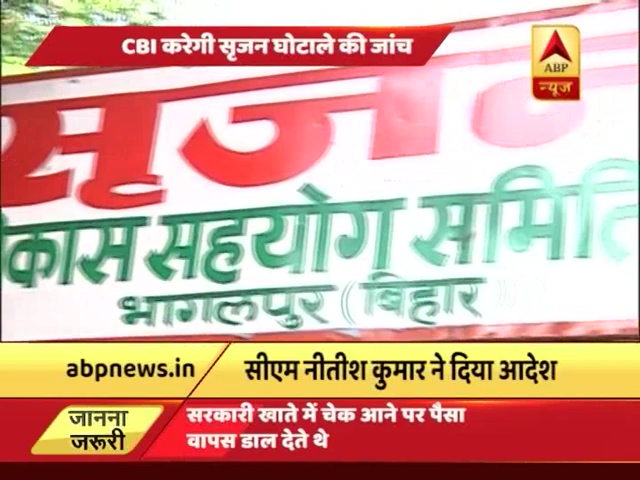 CBI करेगी सृजन घोटाले की जांच
ABP
न्यूज़
सृजन
विकास सहयोग समिति
भागलपुर (बिहार)
abpnews.in
सीएम नीतीश कुमार ने दिया आदेश
जानना
जरूरी
सरकारी खाते में चेक आने पर पैसा
वापस डाल देते थे